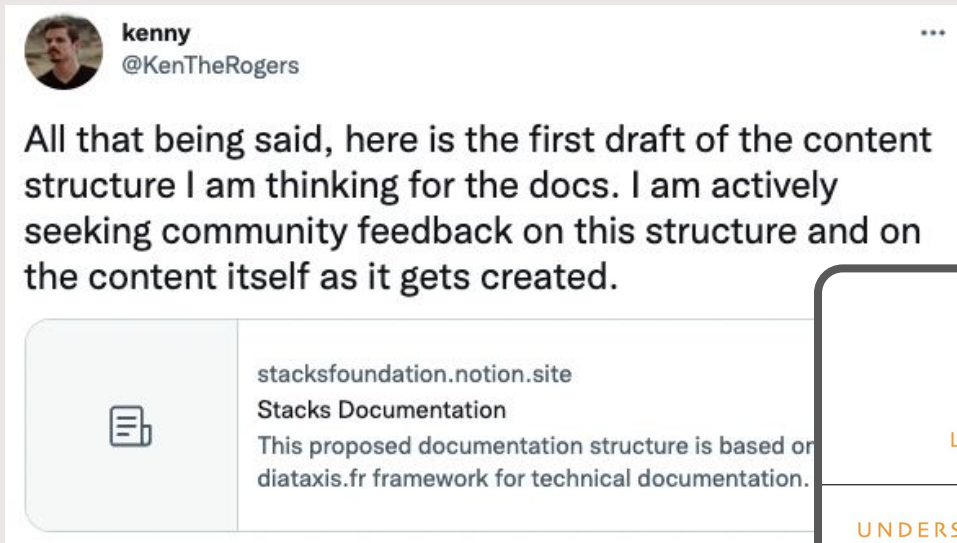 kenny
@KenTheRogers
All that being said, here is the first draft of the content
structure I am thinking for the docs. I am actively
seeking community feedback on this structure and on
the content itself as it gets created.
stacksfoundation.notion.site
Stacks Documentation
This proposed documentation structure is based on
diataxis.fr framework for technical documentation.
L
UNDERS